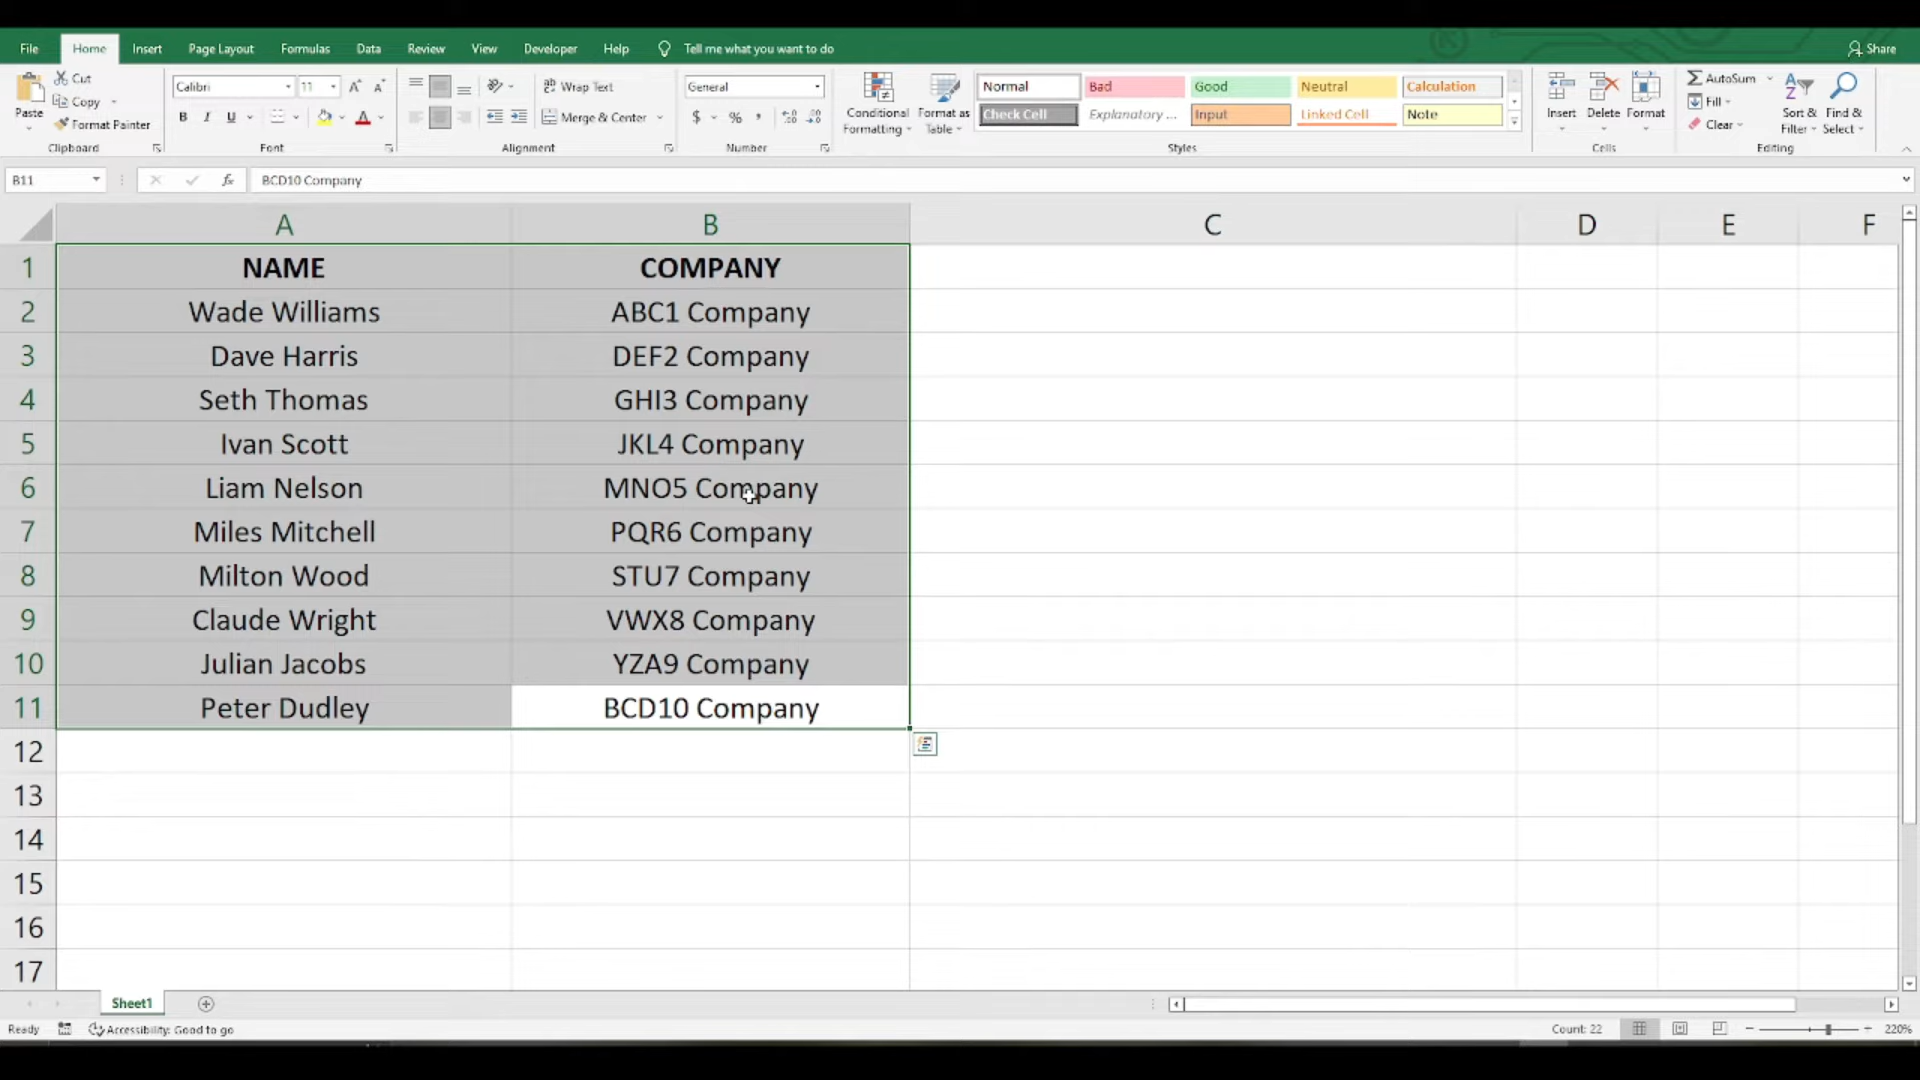 File Home Insert Page Layout Formulas Data Review View Developer Help Tell me what you want to do Share
Paste Cut Copy Format Painter Clipboard
Calibri 11 B I U A Font
Wrap Text Merge & Center Alignment
General $ % , Number
Conditional Formatting Format as Table
Normal Bad Good Neutral Calculation
Check Cell Explanatory ... Input Linked Cell Note
Styles
Insert Delete Format Cells
AutoSum Fill Clear Sort & Filter Find & Select Editing
B11 fx BCD10 Company
A B C D E F
1 NAME COMPANY
2 Wade Williams ABC1 Company
3 Dave Harris DEF2 Company
4 Seth Thomas GHI3 Company
5 Ivan Scott JKL4 Company
6 Liam Nelson MNO5 Company
7 Miles Mitchell PQR6 Company
8 Milton Wood STU7 Company
9 Claude Wright VWX8 Company
10 Julian Jacobs YZA9 Company
11 Peter Dudley BCD10 Company
12
13
14
15
16
17
Sheet1
Ready Accessibility: Good to go Count: 22 220%